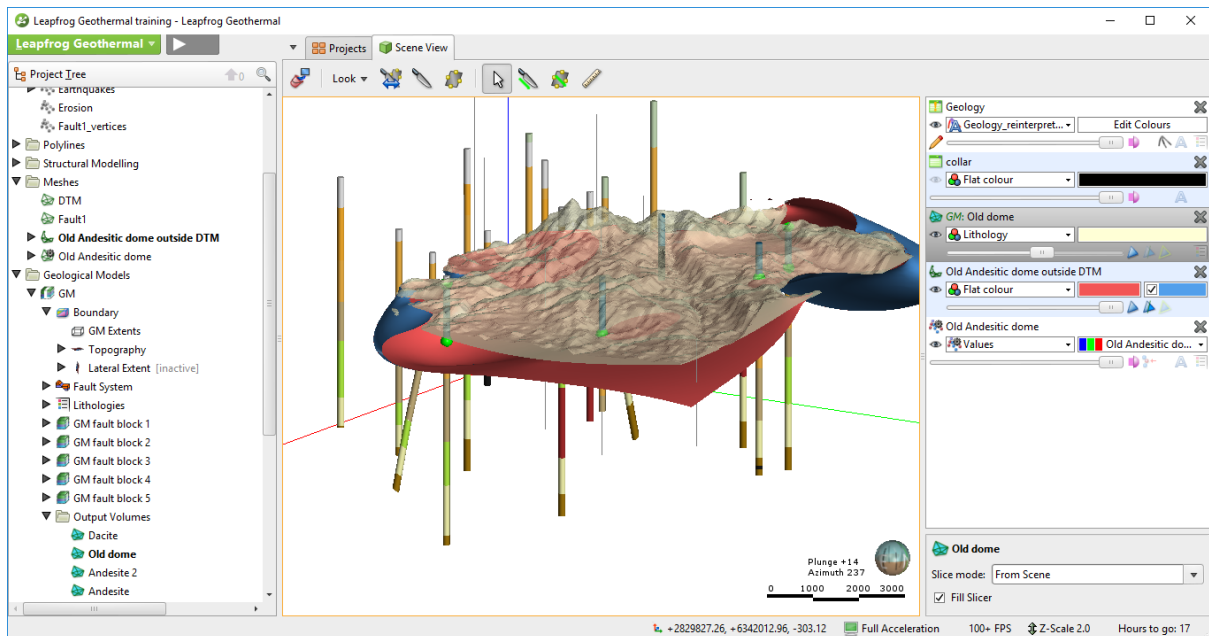 Leapfrog Geothermal training - Leapfrog Geothermal
Leapfrog Geothermal
Projects
Scene View
Project Tree
0
Look
Earthquakes
Erosion
Fault1_vertices
Polylines
Structural Modelling
Meshes
DTM
Fault1
Old Andesitic dome outside DTM
Old Andesitic dome
Geological Models
GM
Boundary
GM Extents
Topography
Lateral Extent [inactive]
Fault System
Lithologies
GM fault block 1
GM fault block 2
GM fault block 3
GM fault block 4
GM fault block 5
Output Volumes
Dacite
Old dome
Andesite 2
Andesite
Plunge +14
Azimuth 237
0 1000 2000 3000
Geology
Geology_reinterpret...
Edit Colours
collar
Flat colour
GM: Old dome
Lithology
Old Andesitic dome outside DTM
Flat colour
Old Andesitic dome
Values
Old Andesitic do...
Old dome
Slice mode: From Scene
Fill Slicer
+2829827.26, +6342012.96, -303.12
Full Acceleration
100+ FPS
Z-Scale 2.0
Hours to go: 17